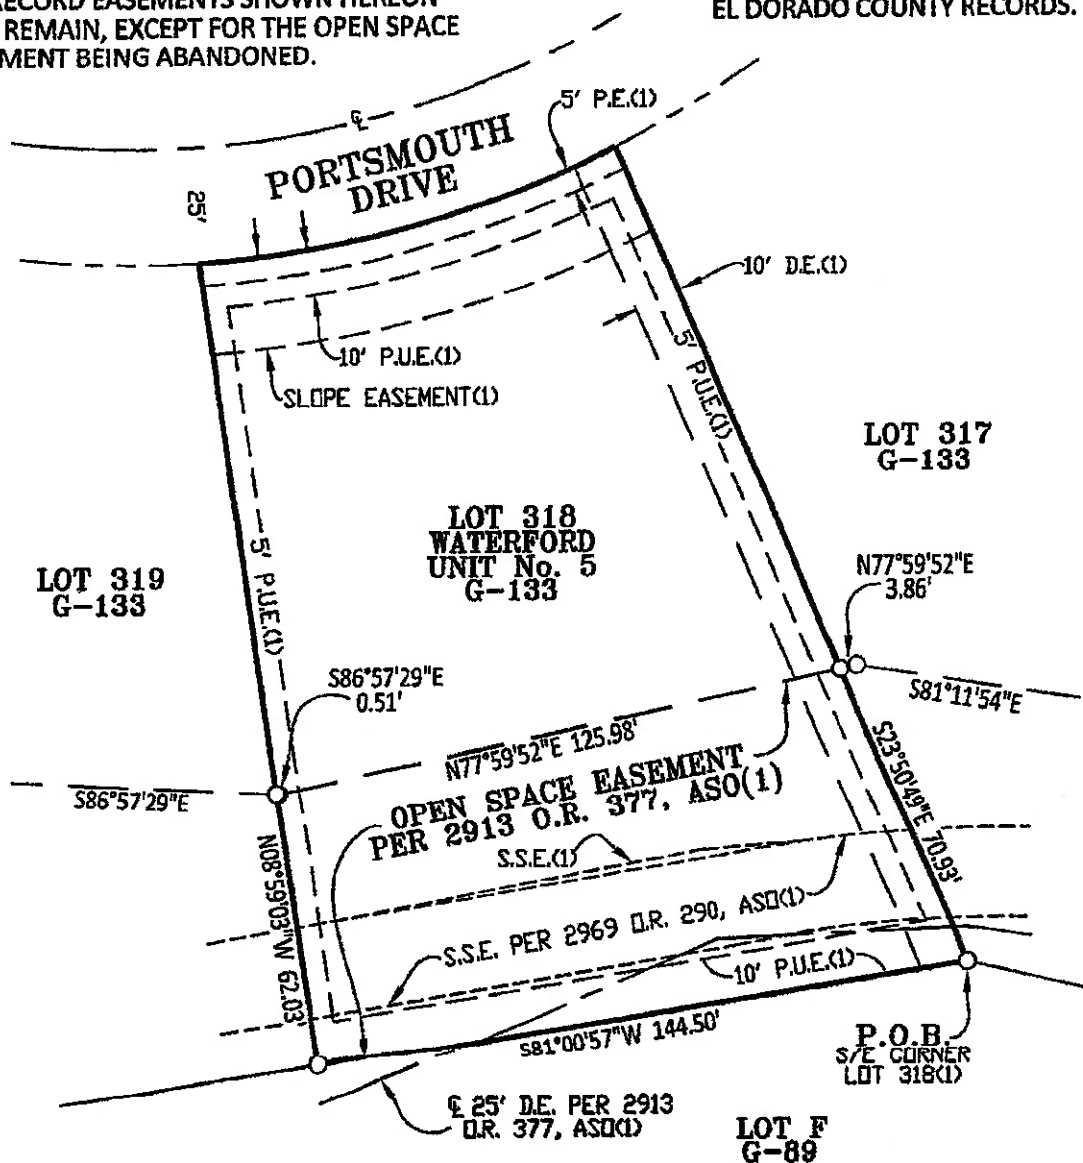 RECORD EASEMENTS SHOWN HEREON
REMAIN, EXCEPT FOR THE OPEN SPACE
MENT BEING ABANDONED.
EL DORADO COUNTY RECORDS.
℄
PORTSMOUTH
DRIVE
25'
5' P.E.(1)
10' D.E.(1)
10' P.U.E.(1)
SLOPE EASEMENT(1)
5' P.U.E.(1)
LOT 317
G-133
LOT 318
WATERFORD
UNIT No. 5
G-133
LOT 319
G-133
5' P.U.E.(1)
N77°59'52"E
3.86'
S86°57'29"E
0.51'
S81°11'54"E
N77°59'52"E 125.98'
S86°57'29"E
OPEN SPACE EASEMENT
PER 2913 O.R. 377, ASO(1)
S23°50'49"E 70.93'
S.S.E.(1)
N08°59'03"W 62.03
S.S.E. PER 2969 O.R. 290, ASO(1)
10' P.U.E.(1)
S81°00'57"W 144.50'
P.O.B.
S/E CORNER
LOT 318(1)
℄ 25' D.E. PER 2913
O.R. 377, ASO(1)
LOT F
G-89